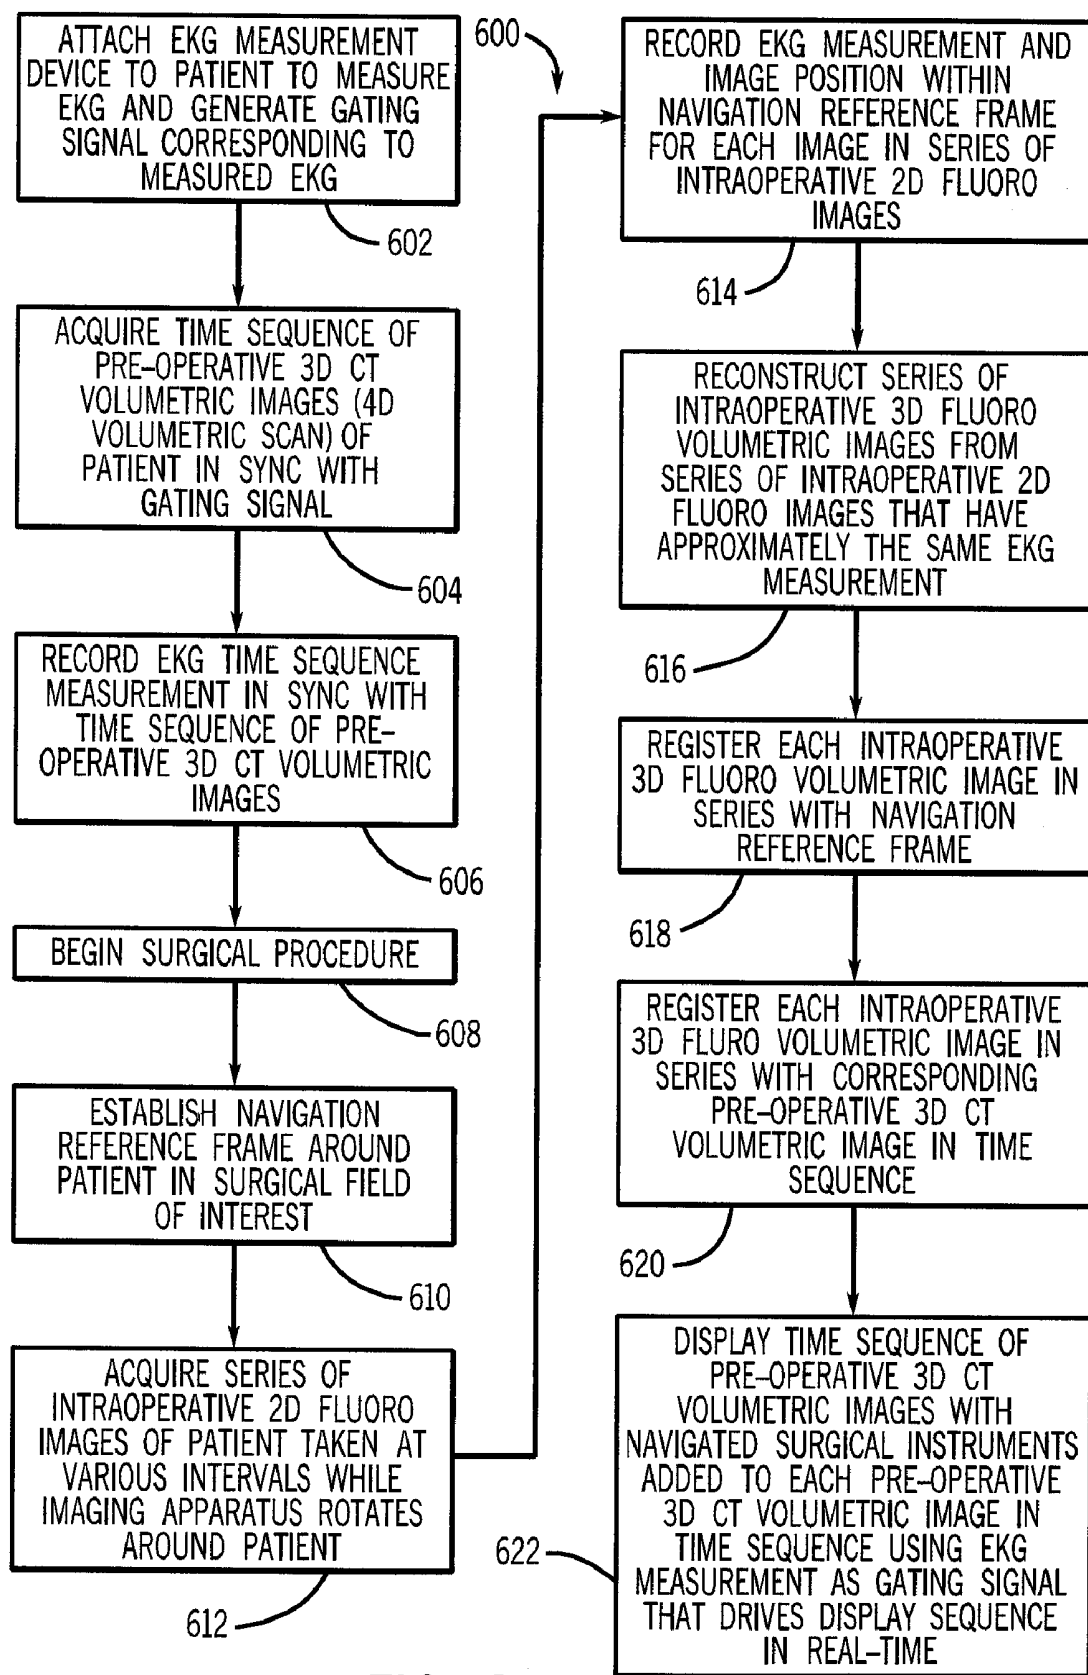 ATTACH EKG MEASUREMENT
DEVICE TO PATIENT TO MEASURE
EKG AND GENERATE GATING
SIGNAL CORRESPONDING TO
MEASURED EKG
602
ACQUIRE TIME SEQUENCE OF
PRE-OPERATIVE 3D CT
VOLUMETRIC IMAGES (4D
VOLUMETRIC SCAN) OF
PATIENT IN SYNC WITH
GATING SIGNAL
604
RECORD EKG TIME SEQUENCE
MEASUREMENT IN SYNC WITH
TIME SEQUENCE OF PRE-
OPERATIVE 3D CT VOLUMETRIC
IMAGES
606
BEGIN SURGICAL PROCEDURE
608
ESTABLISH NAVIGATION
REFERENCE FRAME AROUND
PATIENT IN SURGICAL FIELD
OF INTEREST
610
ACQUIRE SERIES OF
INTRAOPERATIVE 2D FLUORO
IMAGES OF PATIENT TAKEN AT
VARIOUS INTERVALS WHILE
IMAGING APPARATUS ROTATES
AROUND PATIENT
612
600
RECORD EKG MEASUREMENT AND
IMAGE POSITION WITHIN
NAVIGATION REFERENCE FRAME
FOR EACH IMAGE IN SERIES OF
INTRAOPERATIVE 2D FLUORO
IMAGES
614
RECONSTRUCT SERIES OF
INTRAOPERATIVE 3D FLUORO
VOLUMETRIC IMAGES FROM
SERIES OF INTRAOPERATIVE 2D
FLUORO IMAGES THAT HAVE
APPROXIMATELY THE SAME EKG
MEASUREMENT
616
REGISTER EACH INTRAOPERATIVE
3D FLUORO VOLUMETRIC IMAGE IN
SERIES WITH NAVIGATION
REFERENCE FRAME
618
REGISTER EACH INTRAOPERATIVE
3D FLURO VOLUMETRIC IMAGE IN
SERIES WITH CORRESPONDING
PRE-OPERATIVE 3D CT
VOLUMETRIC IMAGE IN TIME
SEQUENCE
620
DISPLAY TIME SEQUENCE OF
PRE-OPERATIVE 3D CT
VOLUMETRIC IMAGES WITH
NAVIGATED SURGICAL INSTRUMENTS
ADDED TO EACH PRE-OPERATIVE
3D CT VOLUMETRIC IMAGE IN
TIME SEQUENCE USING EKG
MEASUREMENT AS GATING SIGNAL
THAT DRIVES DISPLAY SEQUENCE
IN REAL-TIME
622